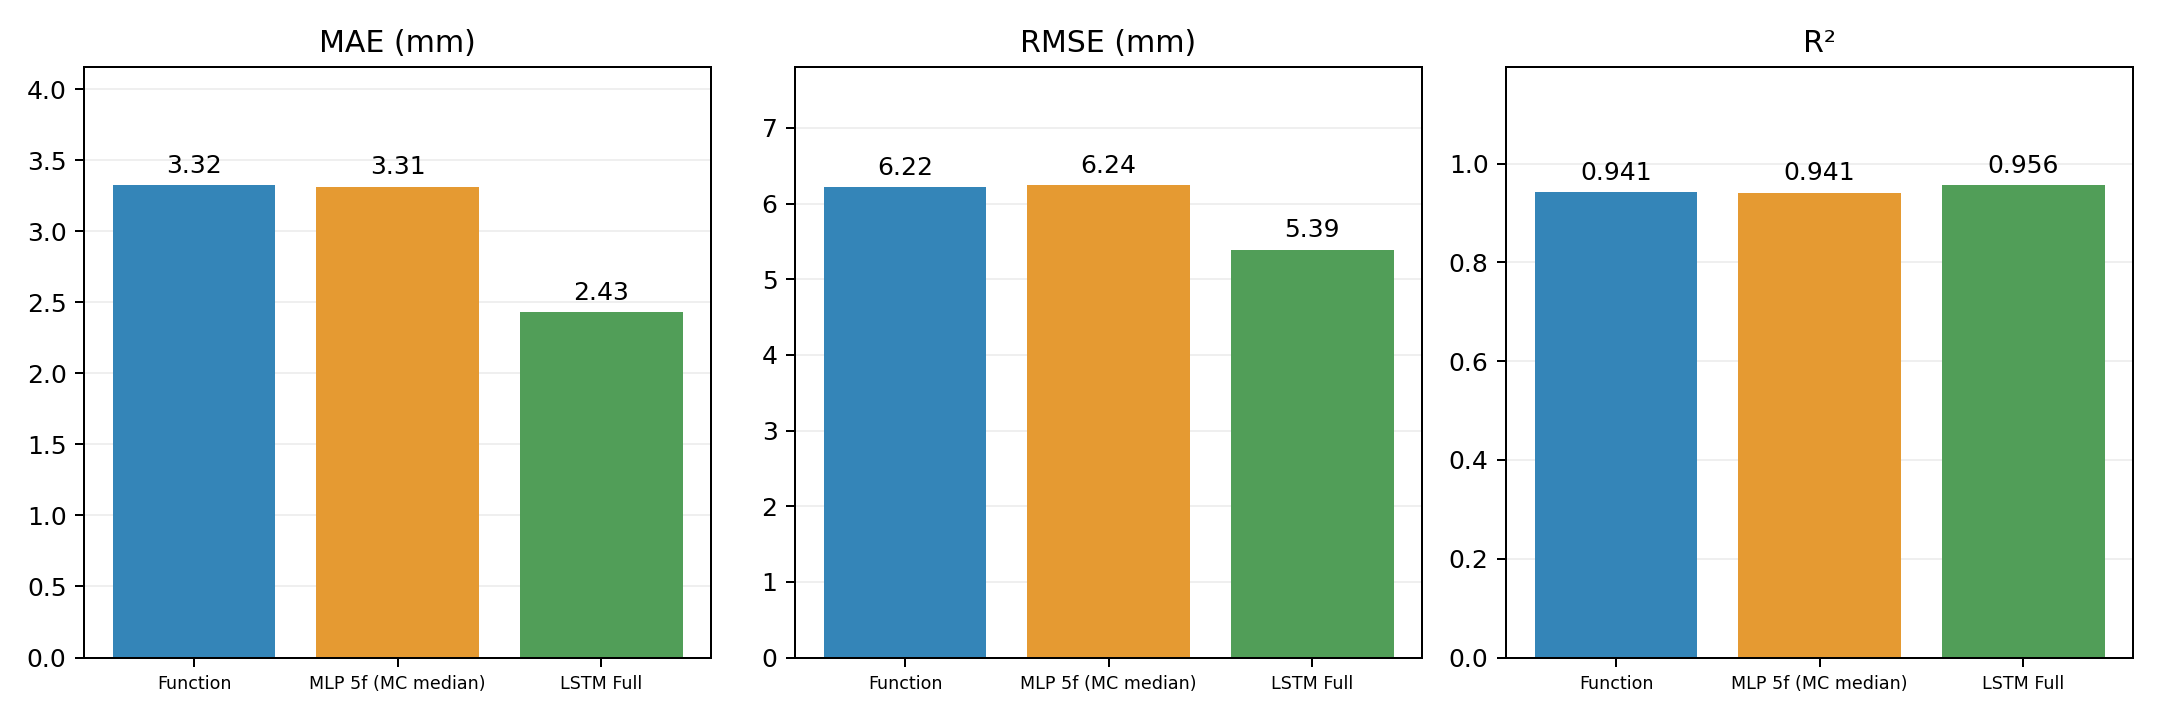 MAE (mm)
4.0
3.5
3.0
2.5
2.0
1.5
1.0
0.5
0.0
3.32
3.31
2.43
Function
MLP 5f (MC median)
LSTM Full
RMSE (mm)
7
6
5
4
3
2
1
0
6.22
6.24
5.39
Function
MLP 5f (MC median)
LSTM Full
R²
1.0
0.8
0.6
0.4
0.2
0.0
0.941
0.941
0.956
Function
MLP 5f (MC median)
LSTM Full